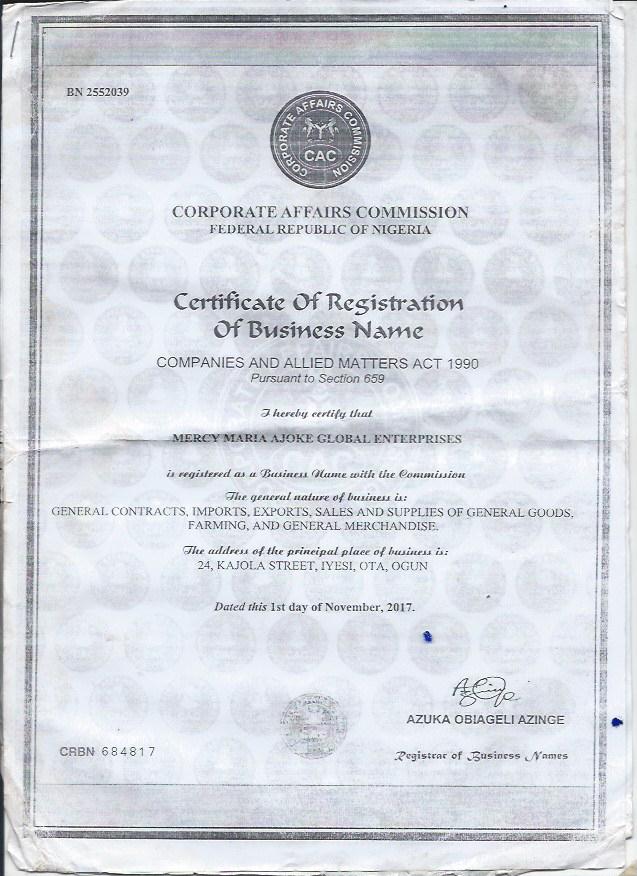 BN 2552039
CORPORATE AFFAIRS COMMISSION
CAC
CORPORATE AFFAIRS COMMISSION
FEDERAL REPUBLIC OF NIGERIA
Certificate Of Registration
Of Business Name
COMPANIES AND ALLIED MATTERS ACT 1990
Pursuant to Section 659
I hereby certify that
MERCY MARIA AJOKE GLOBAL ENTERPRISES
is registered as a Business Name with the Commission
The general nature of business is:
GENERAL CONTRACTS, IMPORTS, EXPORTS, SALES AND SUPPLIES OF GENERAL GOODS,
FARMING, AND GENERAL MERCHANDISE.
The address of the principal place of business is:
24, KAJOLA STREET, IYESI, OTA, OGUN
Dated this 1st day of November, 2017.
AZUKA OBIAGELI AZINGE
CRBN 684817
Registrar of Business Names